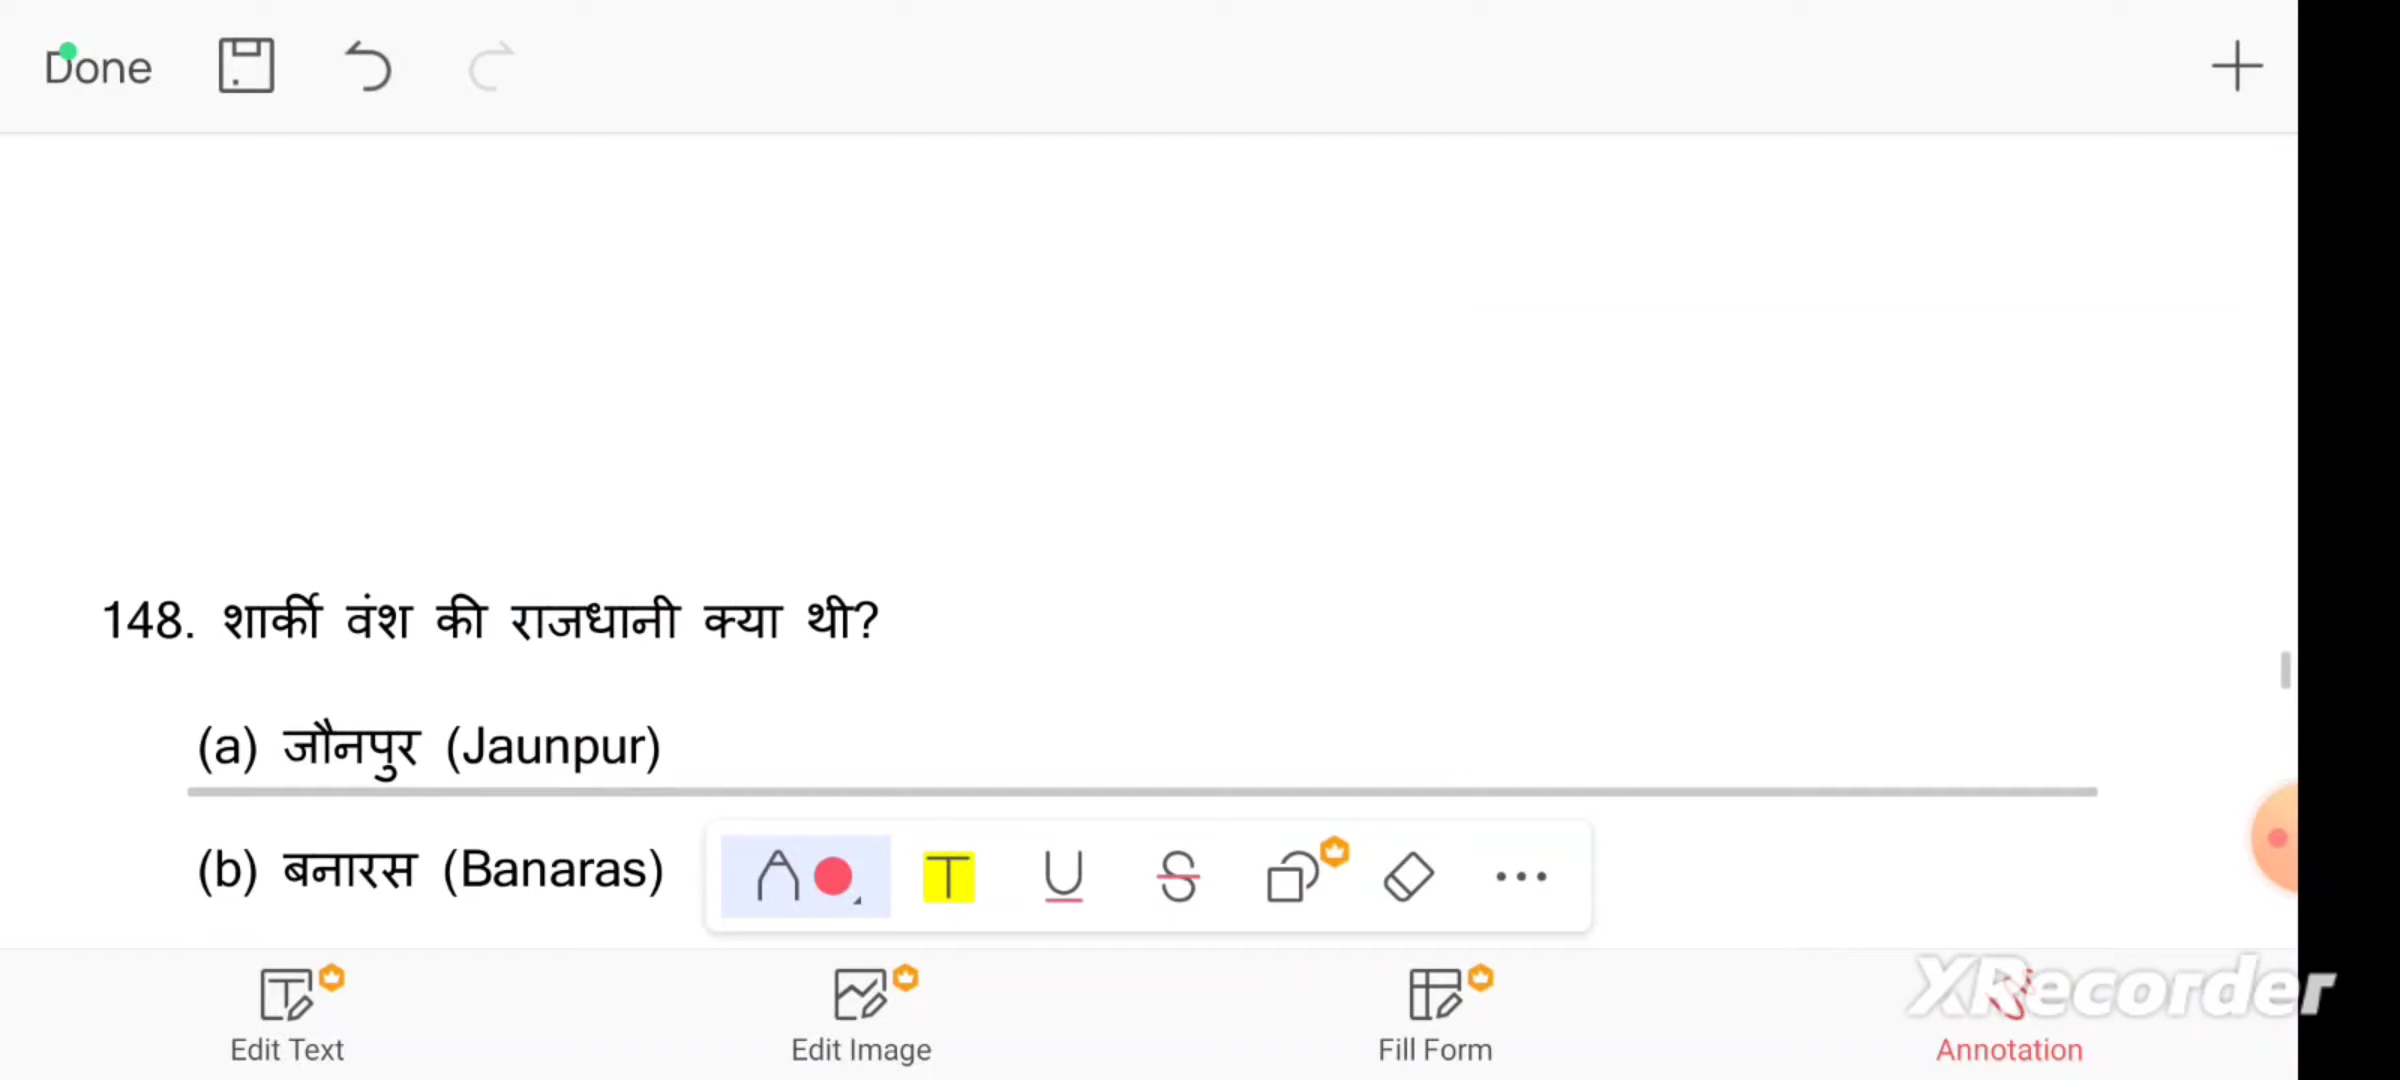 Done
148. शार्की वंश की राजधानी क्या थी?
(a) जौनपुर (Jaunpur)
(b) बनारस (Banaras)
Edit Text
Edit Image
Fill Form
Annotation
XRecorder